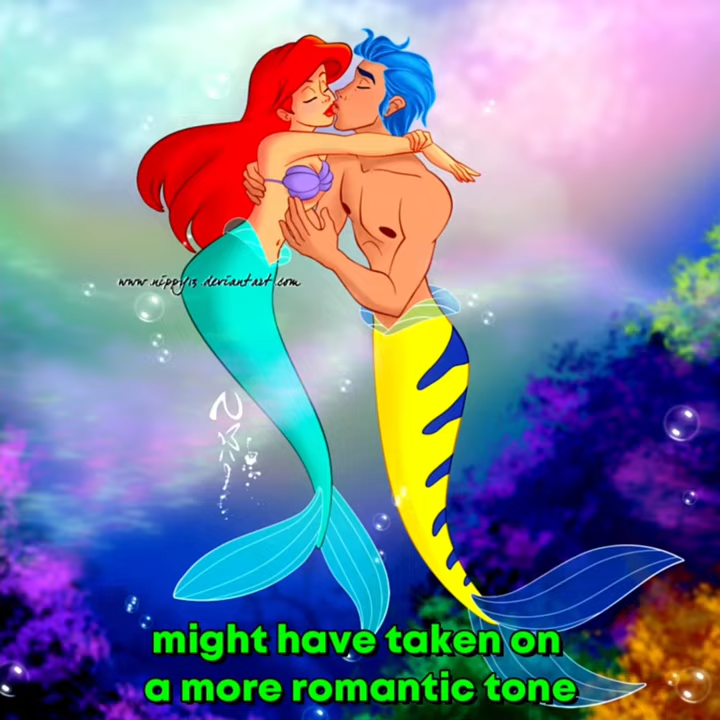 www.nippy13.deviantart.com
might have taken on
a more romantic tone